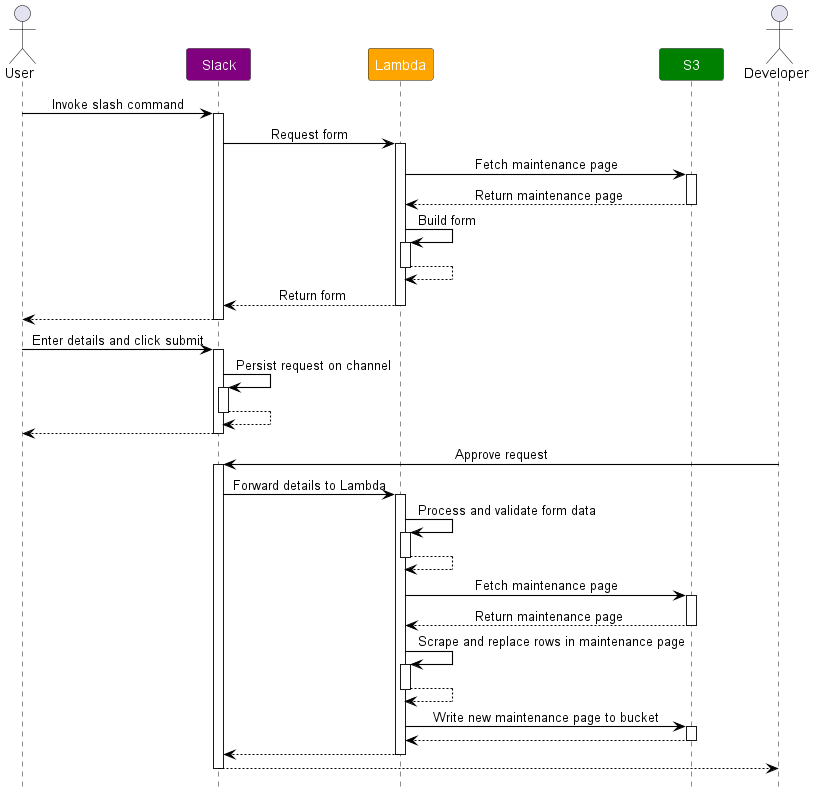 User
Slack
Lambda
S3
Developer
Invoke slash command
Request form
Fetch maintenance page
Return maintenance page
Build form
Return form
Enter details and click submit
Persist request on channel
Approve request
Forward details to Lambda
Process and validate form data
Fetch maintenance page
Return maintenance page
Scrape and replace rows in maintenance page
Write new maintenance page to bucket